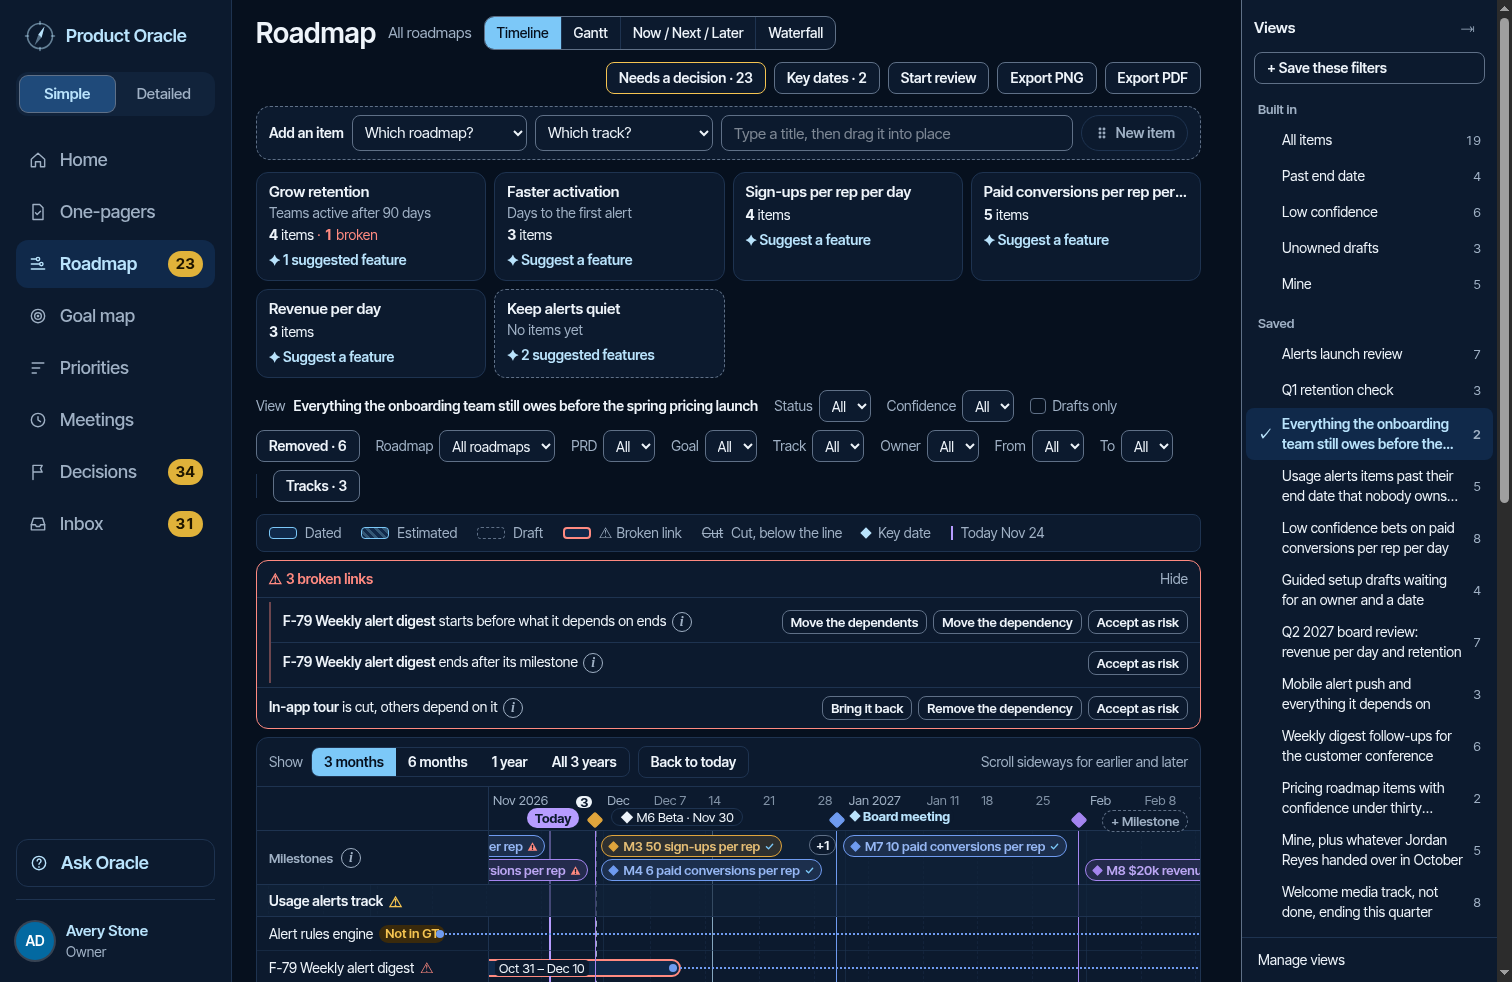 Product Oracle
Simple
Detailed
Home
One-pagers
Roadmap 23
Goal map
Priorities
Meetings
Decisions 34
Inbox 31
Ask Oracle
AD
Avery Stone
Owner
Roadmap
All roadmaps
Timeline
Gantt
Now / Next / Later
Waterfall
Needs a decision · 23
Key dates · 2
Start review
Export PNG
Export PDF
Add an item
Which roadmap?
Which track?
Type a title, then drag it into place
New item
Grow retention
Teams active after 90 days
4 items · 1 broken
✦ 1 suggested feature
Faster activation
Days to the first alert
3 items
✦ Suggest a feature
Sign-ups per rep per day
4 items
✦ Suggest a feature
Paid conversions per rep per...
5 items
✦ Suggest a feature
Revenue per day
3 items
✦ Suggest a feature
Keep alerts quiet
No items yet
✦ 2 suggested features
View Everything the onboarding team still owes before the spring pricing launch
Status All
Confidence All
Drafts only
Removed · 6
Roadmap All roadmaps
PRD All
Goal All
Track All
Owner All
From All
To All
Tracks · 3
Dated
Estimated
Draft
⚠ Broken link
Cut Cut, below the line
Key date
Today Nov 24
⚠ 3 broken links
Hide
F-79 Weekly alert digest starts before what it depends on ends i
Move the dependents
Move the dependency
Accept as risk
F-79 Weekly alert digest ends after its milestone i
Accept as risk
In-app tour is cut, others depend on it i
Bring it back
Remove the dependency
Accept as risk
Show
3 months
6 months
1 year
All 3 years
Back to today
Scroll sideways for earlier and later
Nov 2026 3 Dec Dec 7 14 21 28 Jan 2027 Jan 11 18 25 Feb Feb 8
Today
M6 Beta · Nov 30
Board meeting
+ Milestone
Milestones i
er rep ⚠
M3 50 sign-ups per rep ✓
+1
M7 10 paid conversions per rep ✓
sions per rep ⚠
M4 6 paid conversions per rep ✓
M8 $20k revenu
Usage alerts track ⚠
Alert rules engine Not in GT
F-79 Weekly alert digest ⚠
Oct 31 – Dec 10
Views
+ Save these filters
Built in
All items 19
Past end date 4
Low confidence 6
Unowned drafts 3
Mine 5
Saved
Alerts launch review 7
Q1 retention check 3
✓ Everything the onboarding
team still owes before the... 2
Usage alerts items past their
end date that nobody owns... 5
Low confidence bets on paid
conversions per rep per day 8
Guided setup drafts waiting
for an owner and a date 4
Q2 2027 board review:
revenue per day and retention 7
Mobile alert push and
everything it depends on 3
Weekly digest follow-ups for
the customer conference 6
Pricing roadmap items with
confidence under thirty... 2
Mine, plus whatever Jordan
Reyes handed over in October 5
Welcome media track, not
done, ending this quarter 8
Manage views